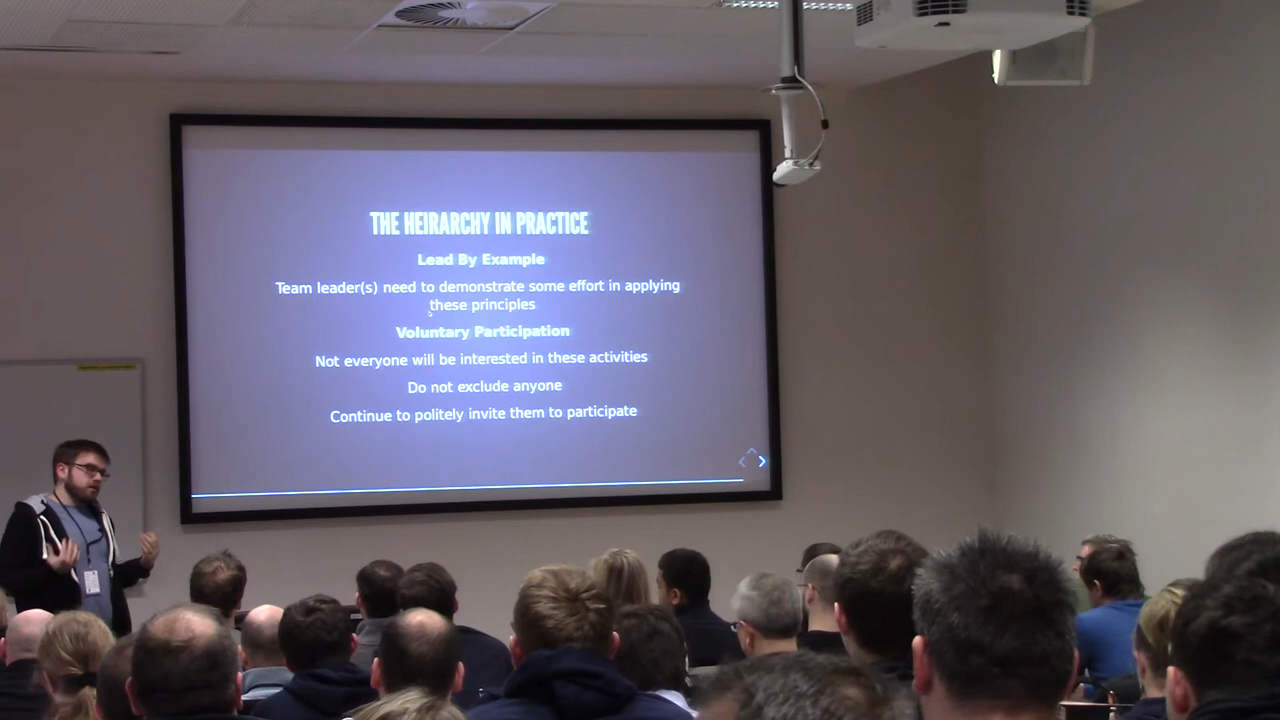 THE HEIRARCHY IN PRACTICE
Lead By Example
Team leader(s) need to demonstrate some effort in applying
these principles
Voluntary Participation
Not everyone will be interested in these activities
Do not exclude anyone
Continue to politely invite them to participate